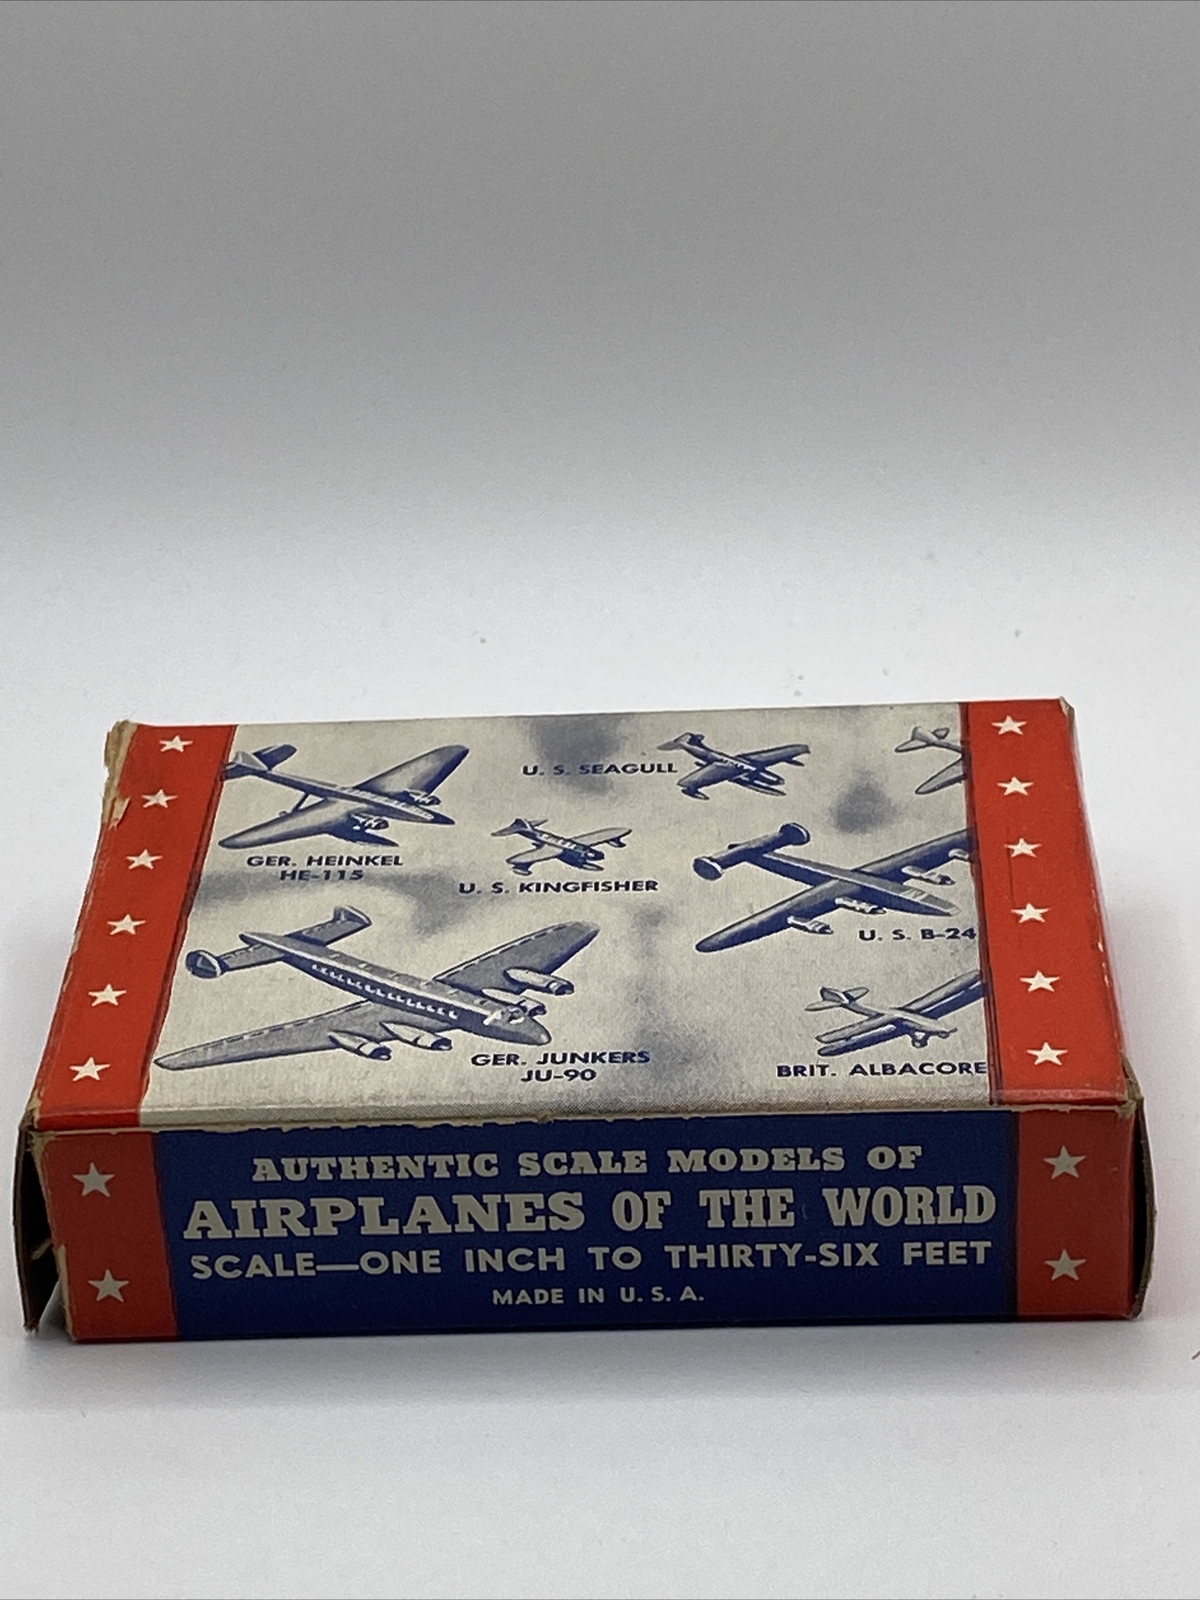 U. S. SEAGULL
GER. HEINKEL
HE-115
U. S. KINGFISHER
U. S. B-24
GER. JUNKERS
JU-90
BRIT. ALBACORE
AUTHENTIC SCALE MODELS OF
AIRPLANES OF THE WORLD
SCALE—ONE INCH TO THIRTY-SIX FEET
MADE IN U. S. A.